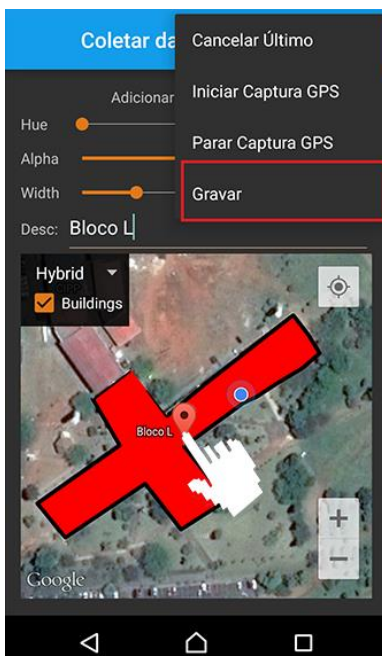 Coletar da
Cancelar Último
Iniciar Captura GPS
Parar Captura GPS
Gravar
Adicionar
Hue
Alpha
Width
Desc: Bloco L
Hybrid
Buildings
Bloco L
+
−
Google